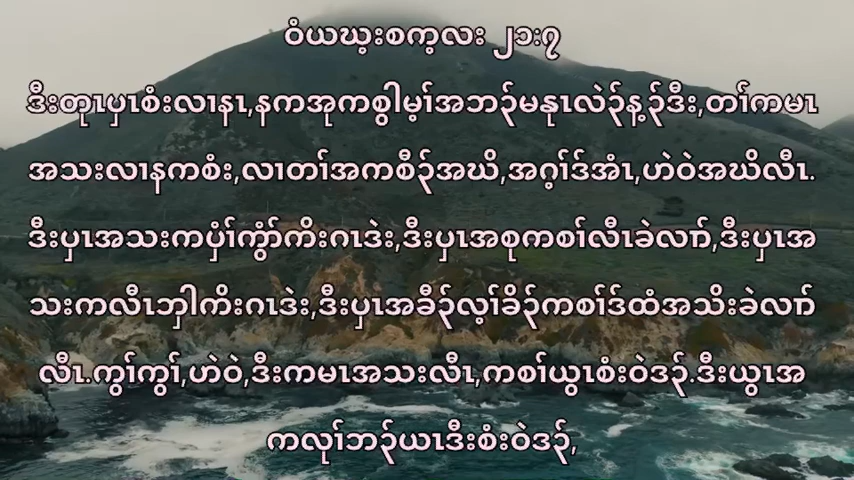 ဝံယဃ့းစက့လး ၂၁:၇
ဒီးတုၤပှၤစံးလၢနၤ,နကအုကစွါမ့ၢ်အဘၣ်မနုၤလဲၣ်န့ၣ်ဒီး,တၢ်ကမၤ
အသးလၢနကစံး,လၢတၢ်အကစီၣ်အဃိ,အဂ့ၢ်ဒ်အံၤ,ဟဲဝဲအဃိလီၤ.
ဒီးပှၤအသးကပှံၢ်ကွံာ်ကိးဂၤဒဲး,ဒီးပှၤအစုကစၢ်လီၤခဲလၢာ်,ဒီးပှၤအ
သးကလီၤဘှါကိးဂၤဒဲး,ဒီးပှၤအခီၣ်လ့ၢ်ခိၣ်ကစၢ်ဒ်ထံအသိးခဲလၢာ်
လီၤ.ကွၢ်ကွၢ်,ဟဲဝဲ,ဒီးကမၤအသးလီၤ,ကစၢ်ယွၤစံးဝဲဒၣ်.ဒီးယွၤအ
ကလုၢ်ဘၣ်ယၤဒီးစံးဝဲဒၣ်,